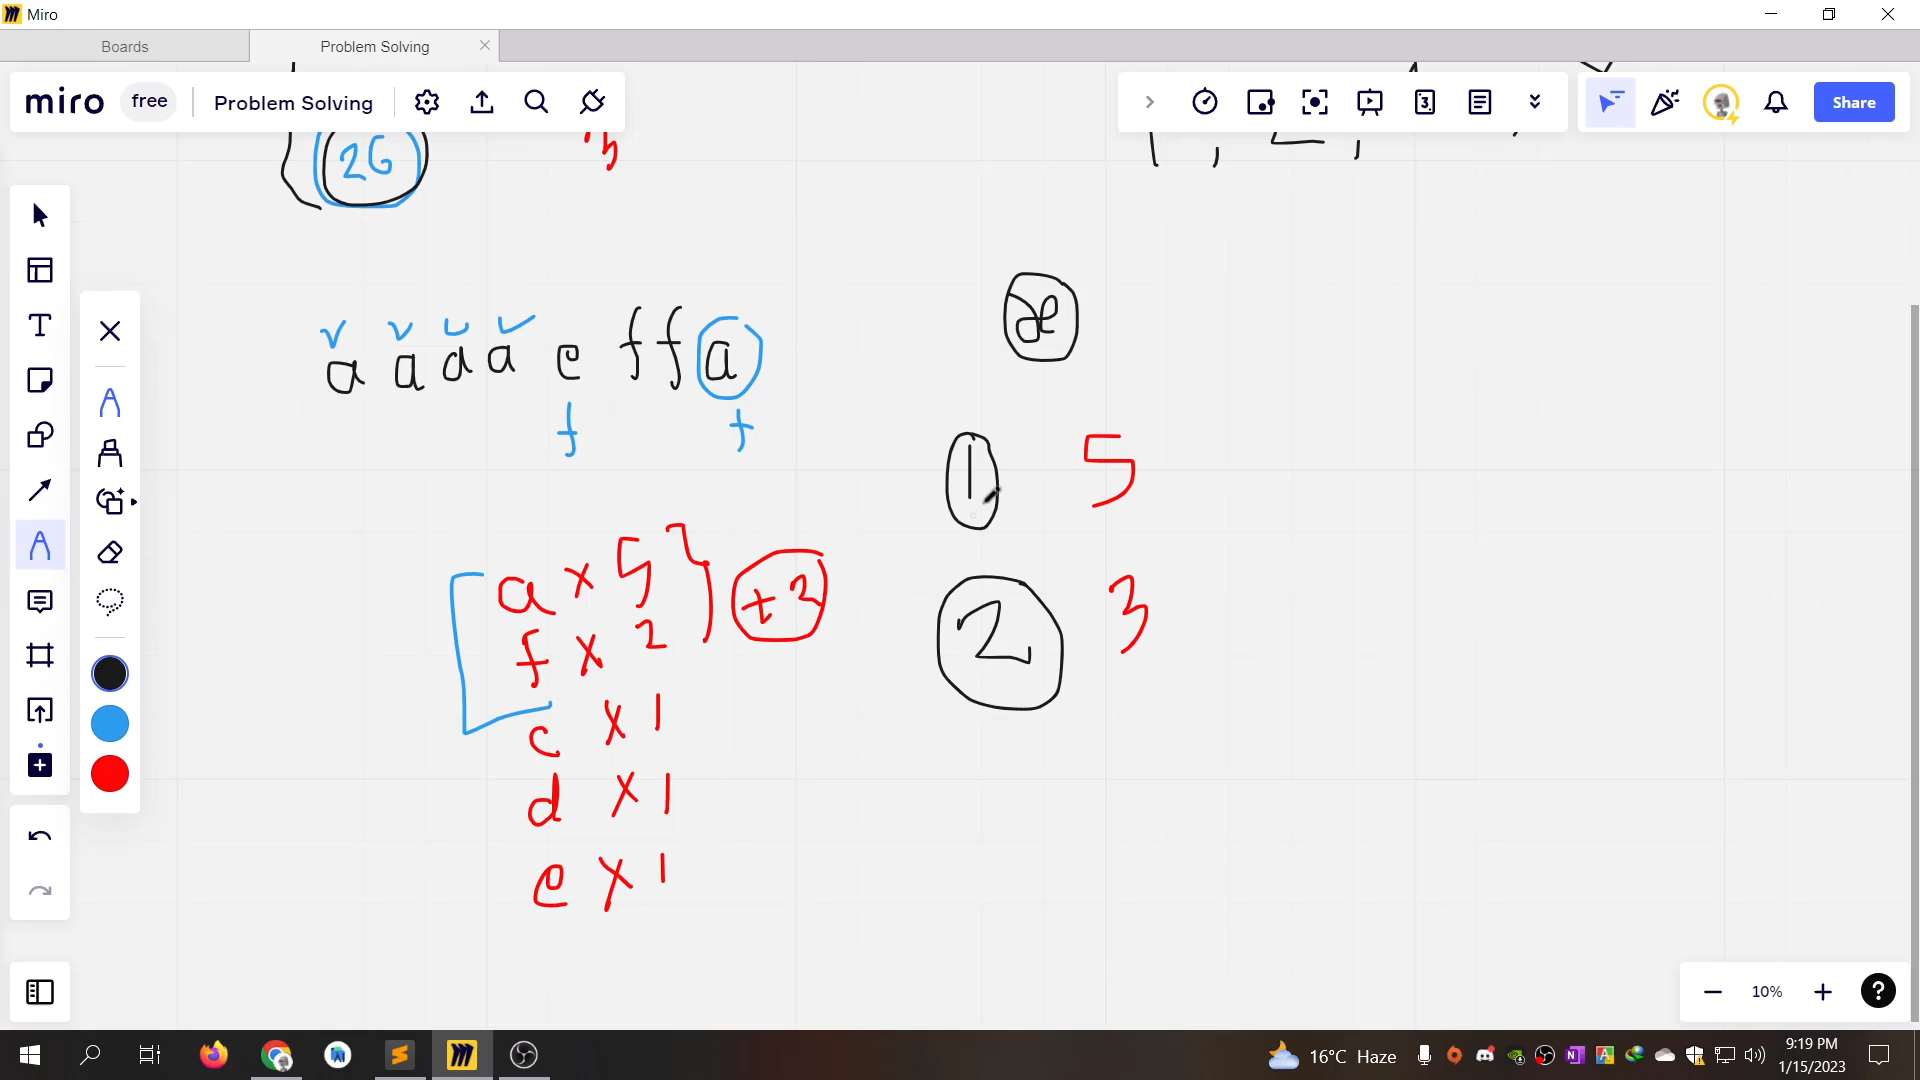 Miro
Boards
Problem Solving
miro
free
Problem Solving
3
Share
26
a a a a e f f a
f
5
1
a x 5
+3
f x 2
2
3
c x 1
d x 1
e x 1
10%
16°C Haze
9:19 PM
1/15/2023